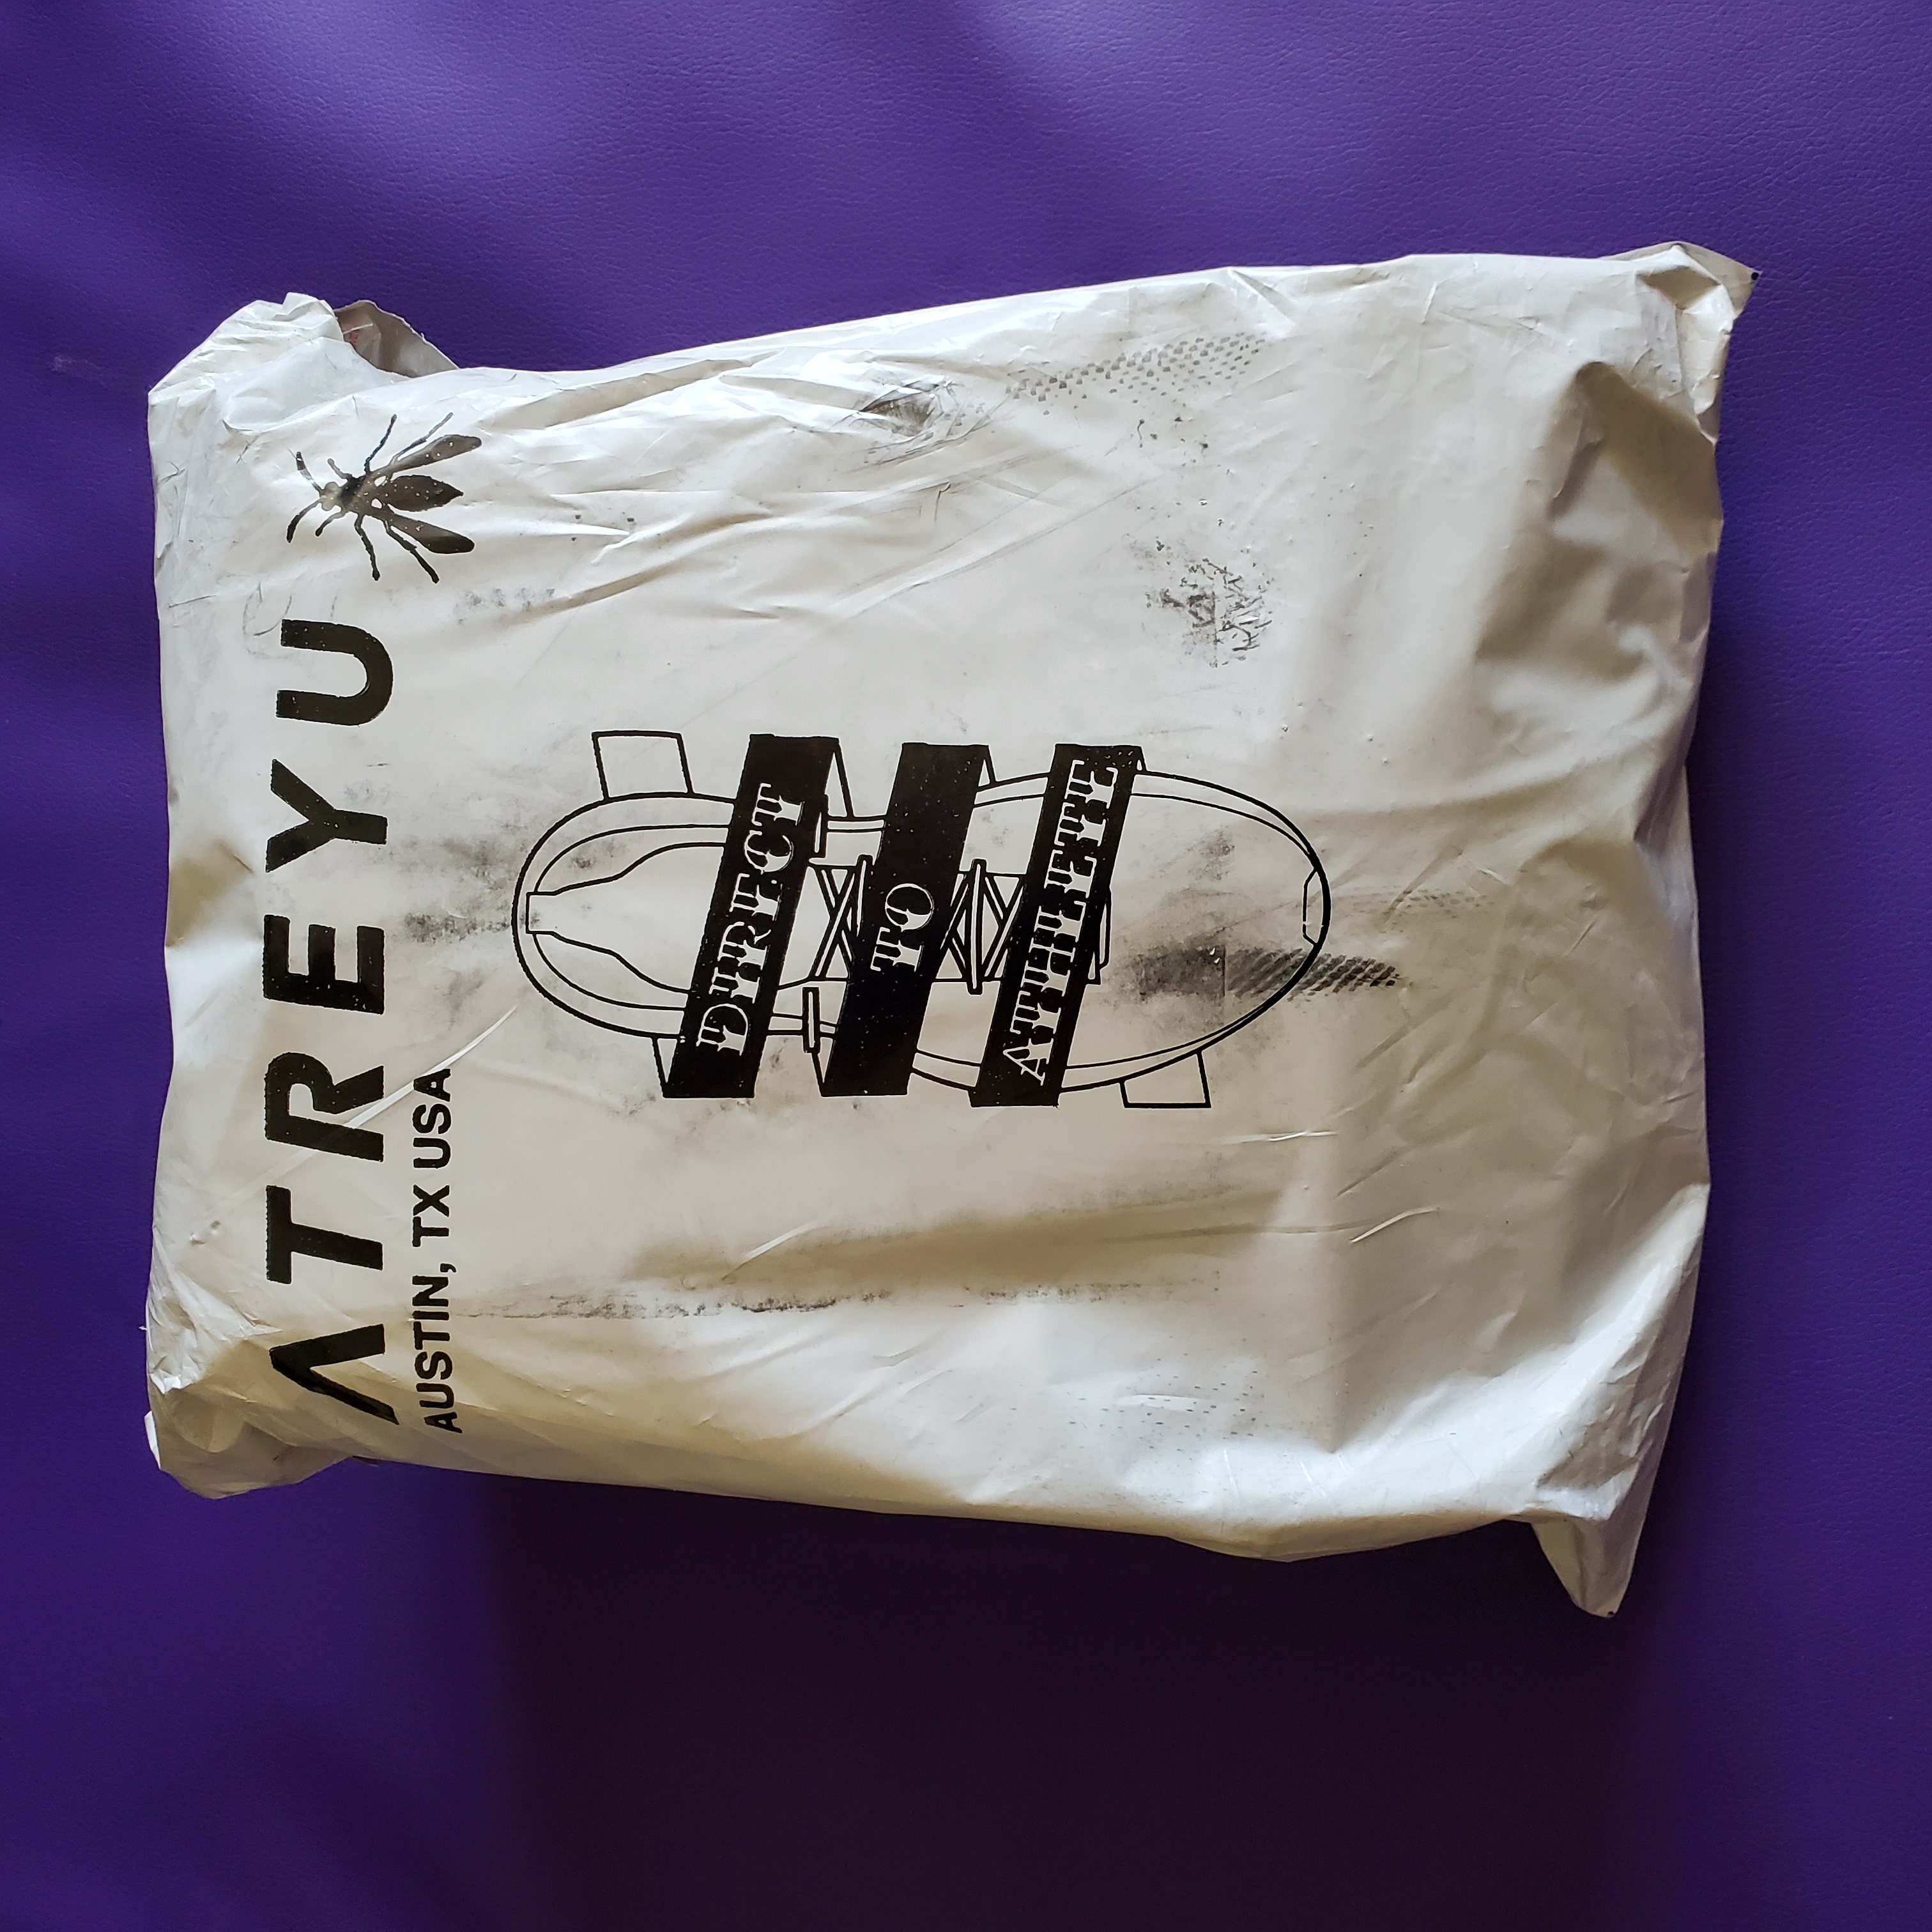 ATREYU
AUSTIN, TX USA
DIRECT
TO
ATHLETE